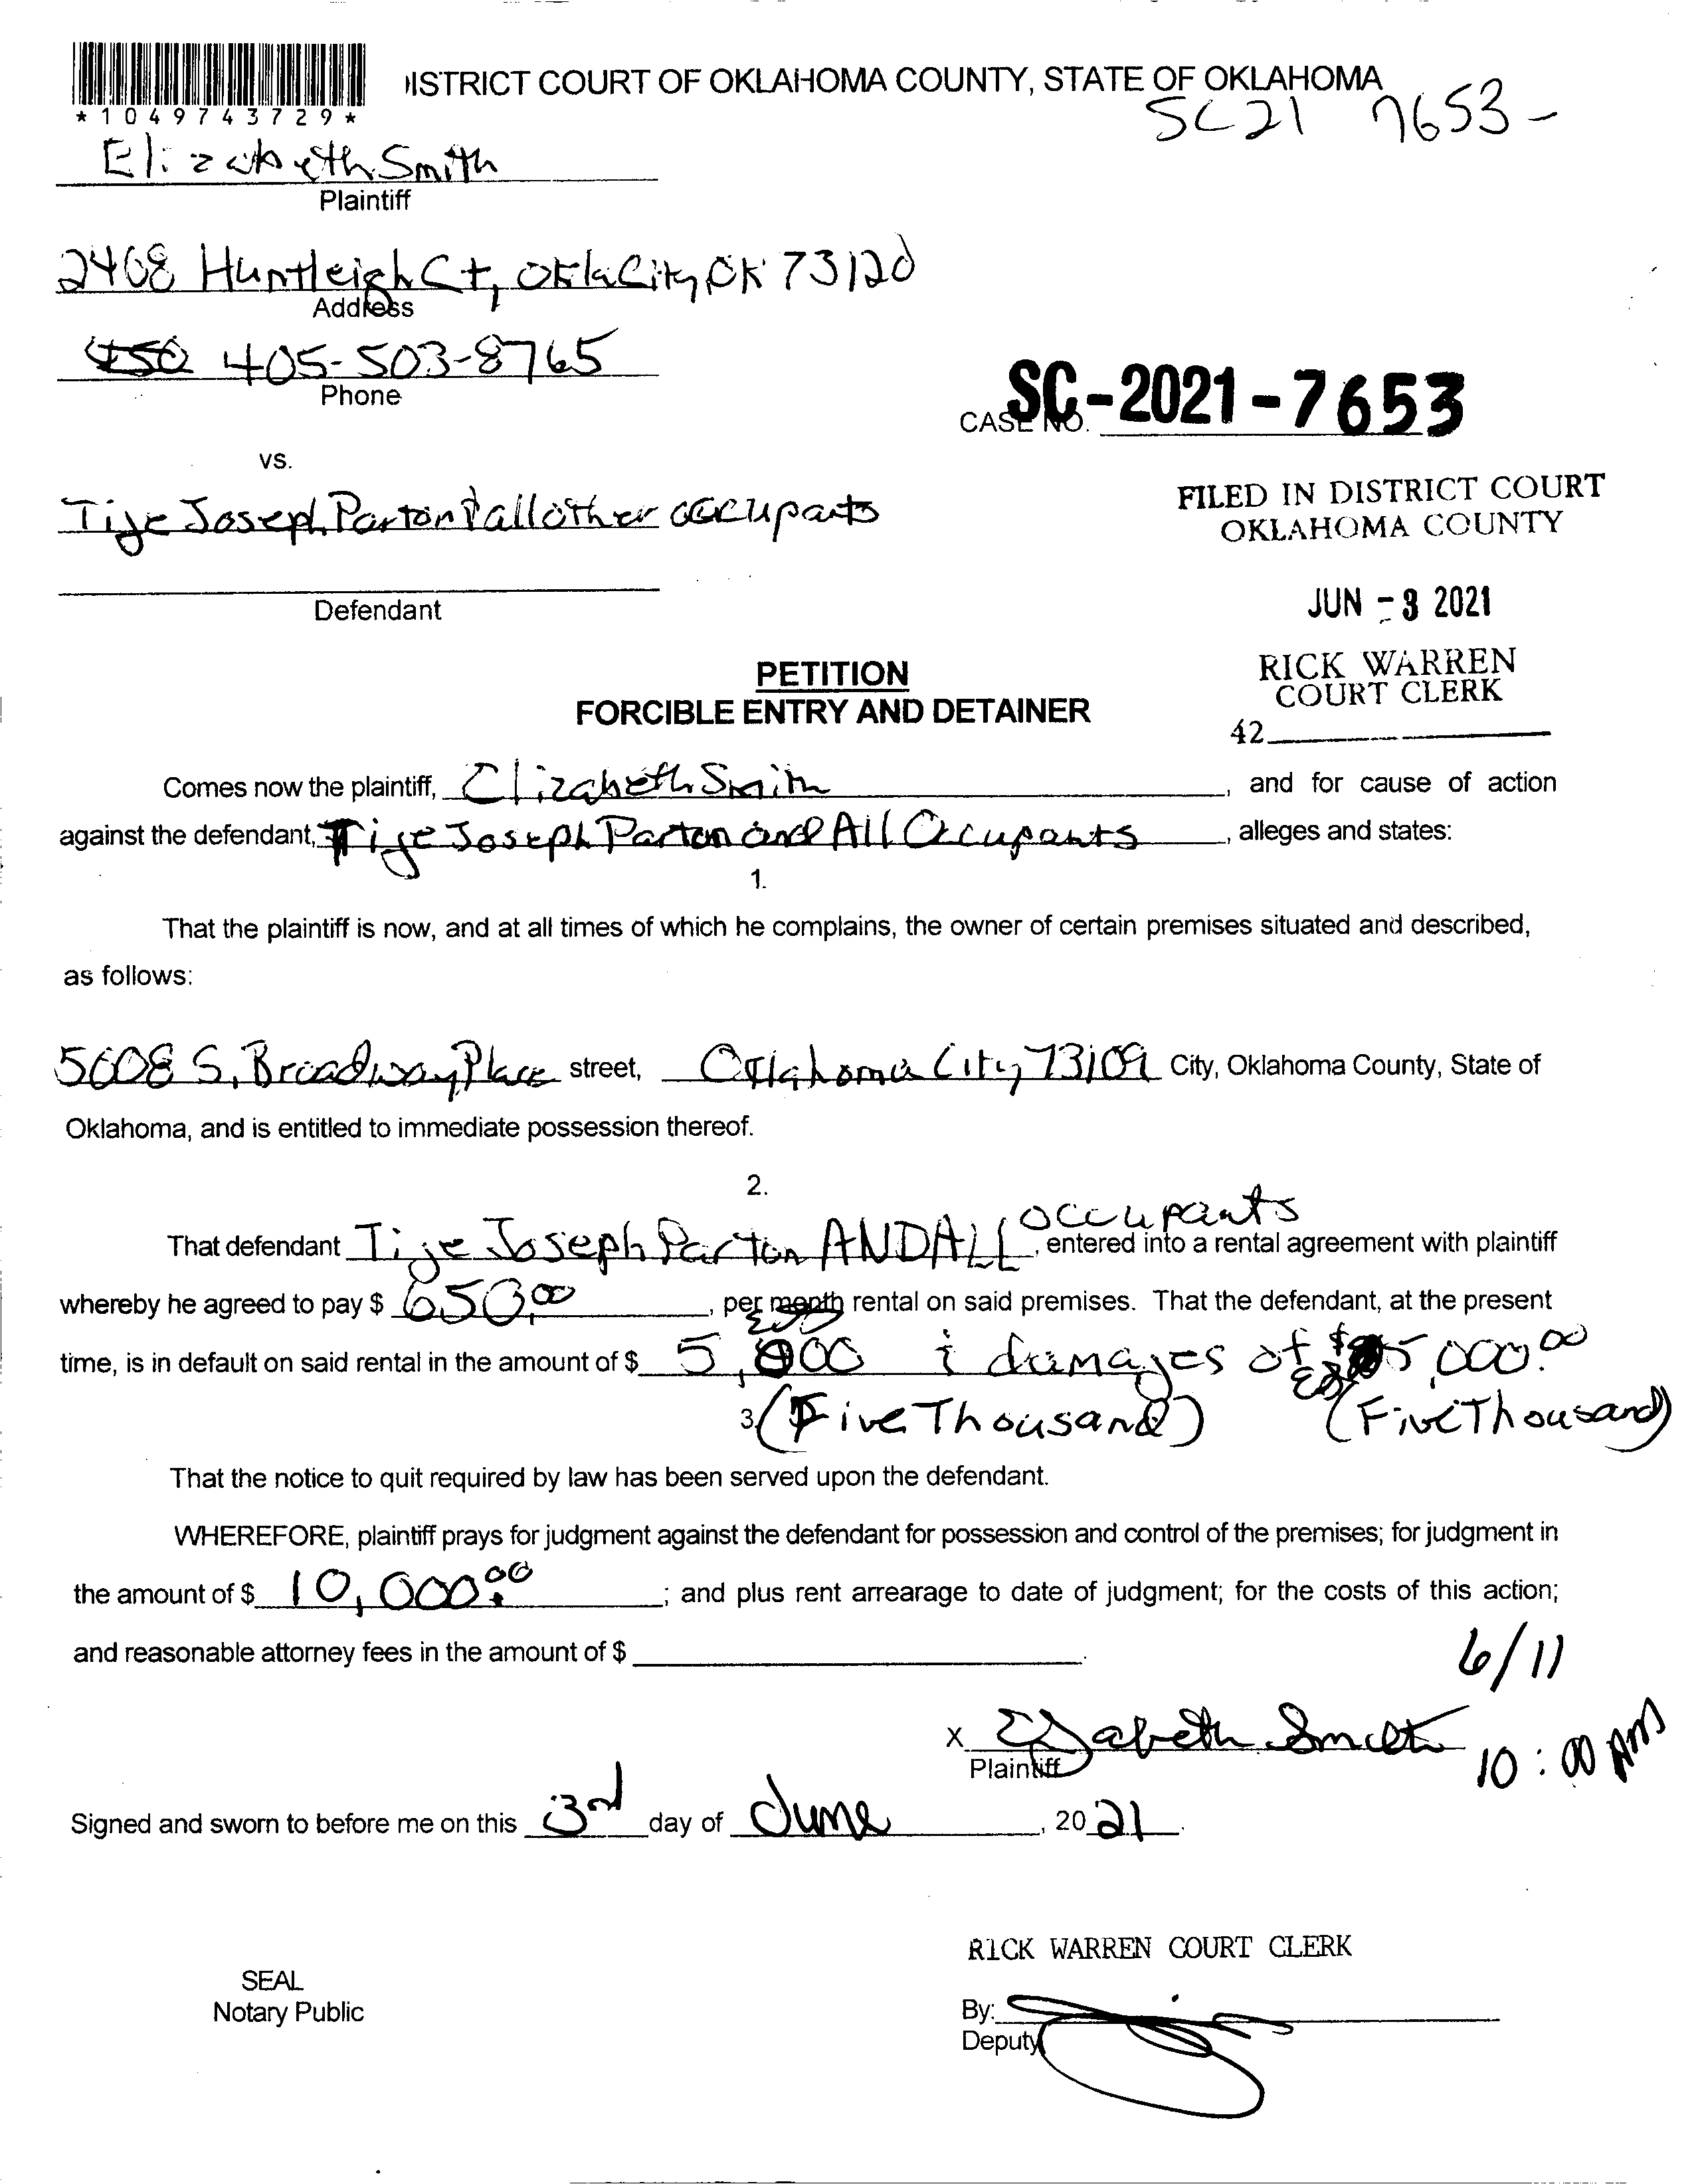 *1049743729*
ISTRICT COURT OF OKLAHOMA COUNTY, STATE OF OKLAHOMA
SC21 7653-
Elizabeth Smith
Plaintiff
2408 Huntleigh Ct, Okla City OK 73120
Address
405-503-8765
Phone
CASE NO. SC-2021-7653
vs.
Tije Joseph Parton & all other occupants
Defendant
FILED IN DISTRICT COURT
OKLAHOMA COUNTY
JUN - 3 2021
RICK WARREN
COURT CLERK
42
PETITION
FORCIBLE ENTRY AND DETAINER
Comes now the plaintiff, Elizabeth Smith, and for cause of action
against the defendant, Tije Joseph Parton and All Occupants, alleges and states:
1.
That the plaintiff is now, and at all times of which he complains, the owner of certain premises situated and described,
as follows:
5608 S. Broadway Place street, Oklahoma City 73109 City, Oklahoma County, State of
Oklahoma, and is entitled to immediate possession thereof.
2.
That defendant Tije Joseph Parton AND ALL occupants, entered into a rental agreement with plaintiff
whereby he agreed to pay $ 650.00, per month rental on said premises. That the defendant, at the present
time, is in default on said rental in the amount of $ 5,000 & damages of $5,000.00
3. (Five Thousand) (Five Thousand)
That the notice to quit required by law has been served upon the defendant.
WHEREFORE, plaintiff prays for judgment against the defendant for possession and control of the premises; for judgment in
the amount of $ 10,000.00; and plus rent arrearage to date of judgment; for the costs of this action;
and reasonable attorney fees in the amount of $.
6/11
X Elizabeth Smith
Plaintiff
10:00 AM
Signed and sworn to before me on this 3rd day of June, 2021.
RICK WARREN COURT CLERK
SEAL
Notary Public
By:
Deputy